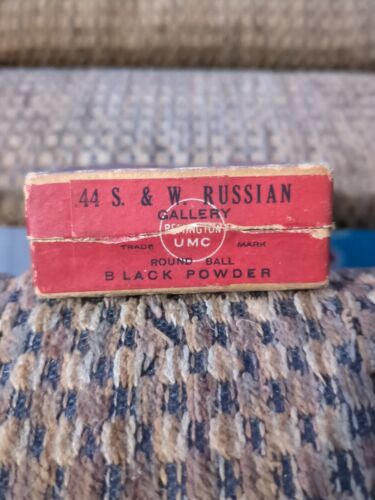 44 S. & W. RUSSIAN
GALLERY
REMINGTON
UMC
TRADE MARK
ROUND BALL
BLACK POWDER